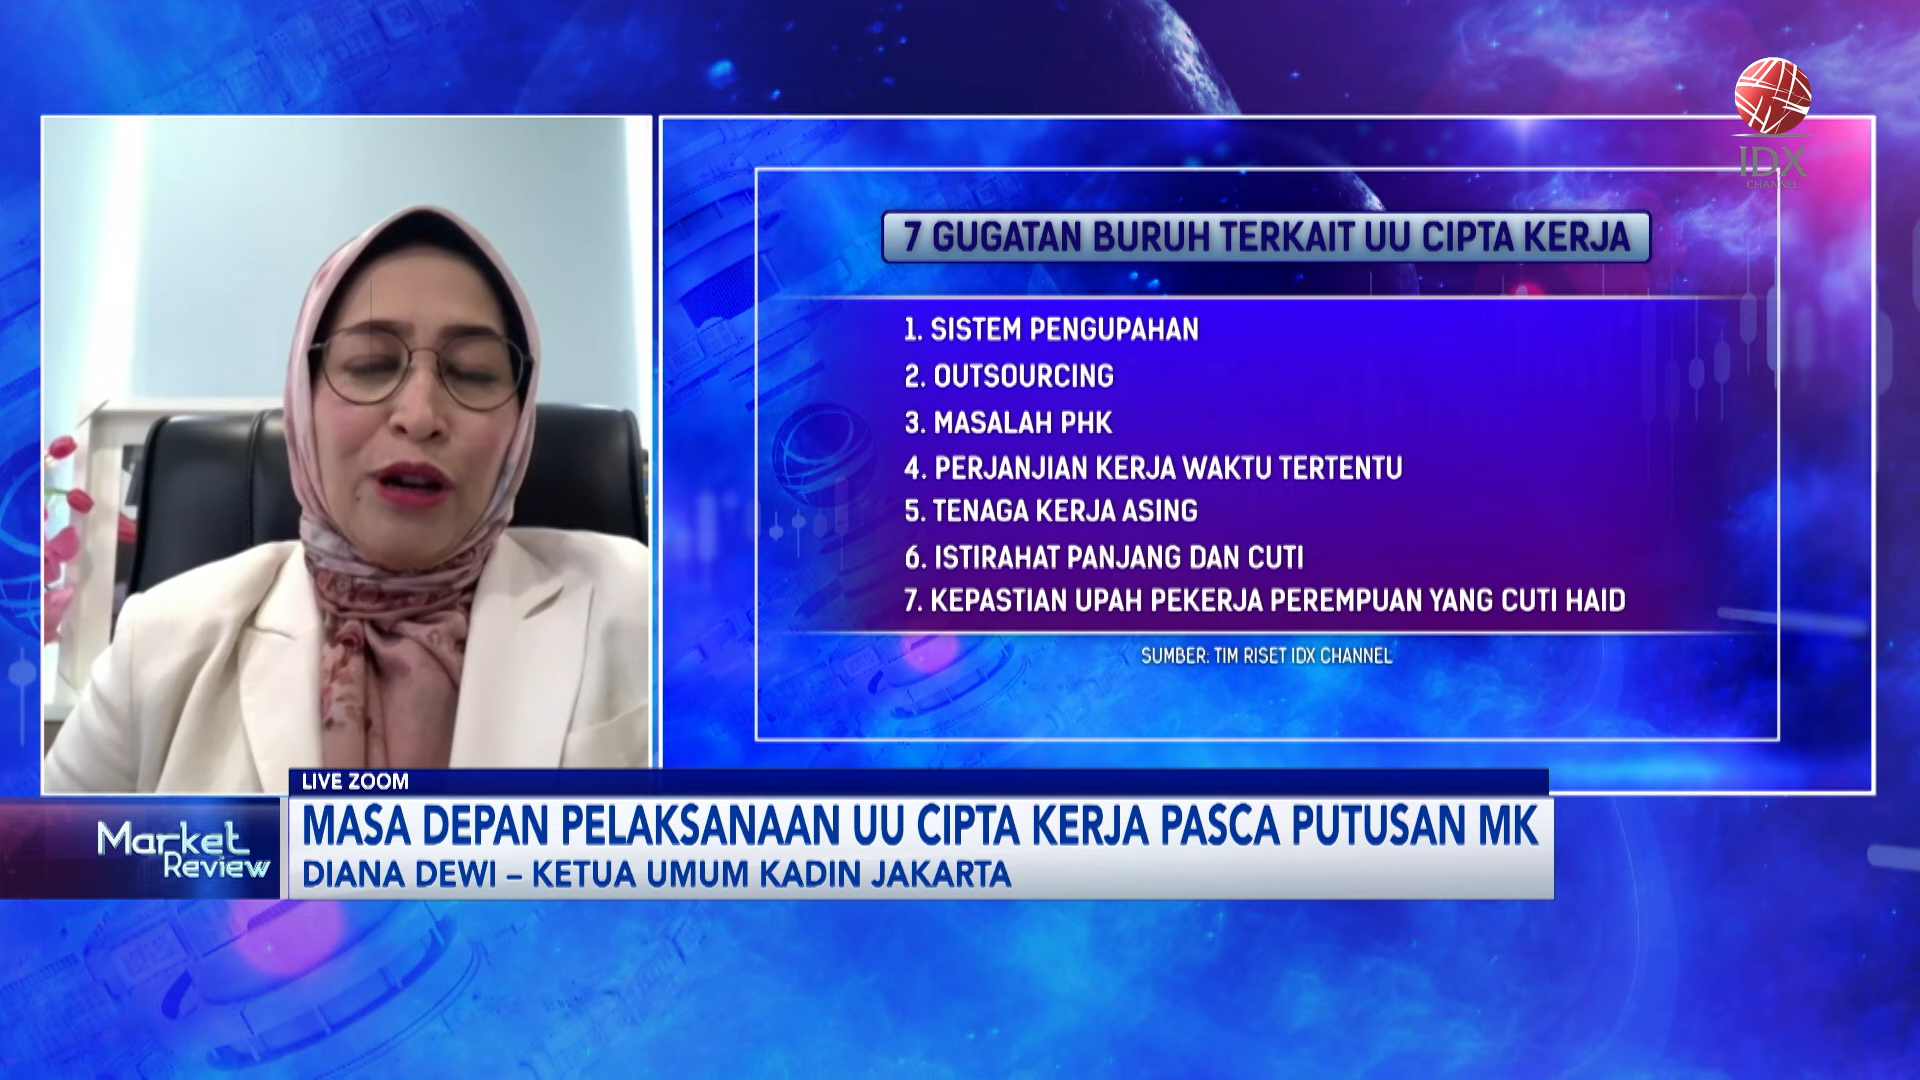 IDX
CHANNEL
7 GUGATAN BURUH TERKAIT UU CIPTA KERJA
1. SISTEM PENGUPAHAN
2. OUTSOURCING
3. MASALAH PHK
4. PERJANJIAN KERJA WAKTU TERTENTU
5. TENAGA KERJA ASING
6. ISTIRAHAT PANJANG DAN CUTI
7. KEPASTIAN UPAH PEKERJA PEREMPUAN YANG CUTI HAID
SUMBER: TIM RISET IDX CHANNEL
LIVE ZOOM
MASA DEPAN PELAKSANAAN UU CIPTA KERJA PASCA PUTUSAN MK
DIANA DEWI – KETUA UMUM KADIN JAKARTA
Market
Review